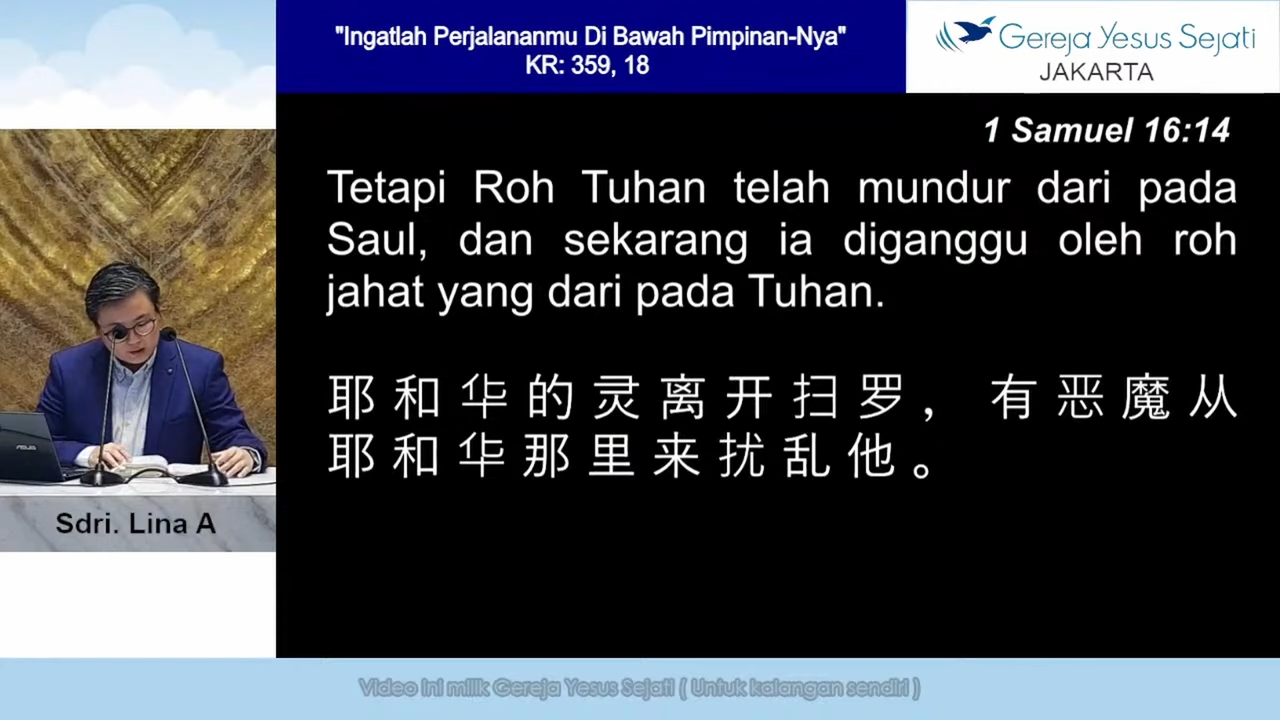 "Ingatlah Perjalananmu Di Bawah Pimpinan-Nya"
KR: 359, 18
Gereja Yesus Sejati
JAKARTA
1 Samuel 16:14
Tetapi Roh Tuhan telah mundur dari pada
Saul, dan sekarang ia diganggu oleh roh
jahat yang dari pada Tuhan.
耶和华的灵离开扫罗，有恶魔从
耶和华那里来扰乱他。
ASUS
Sdri. Lina A
Video ini milik Gereja Yesus Sejati ( Untuk kalangan sendiri )